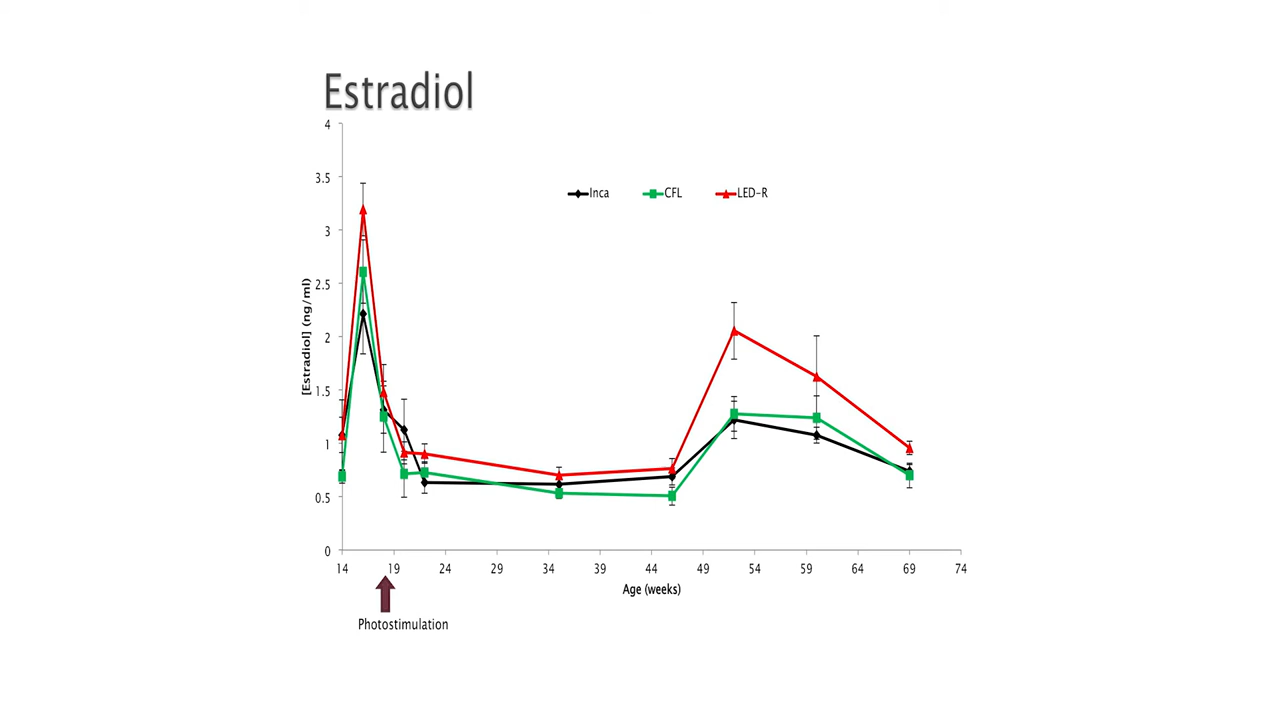 Estradiol
4
3.5
3
2.5
2
1.5
1
0.5
0
[Estradiol] (ng/ml)
Inca CFL LED-R
14 19 24 29 34 39 44 49 54 59 64 69 74
Age (weeks)
Photostimulation